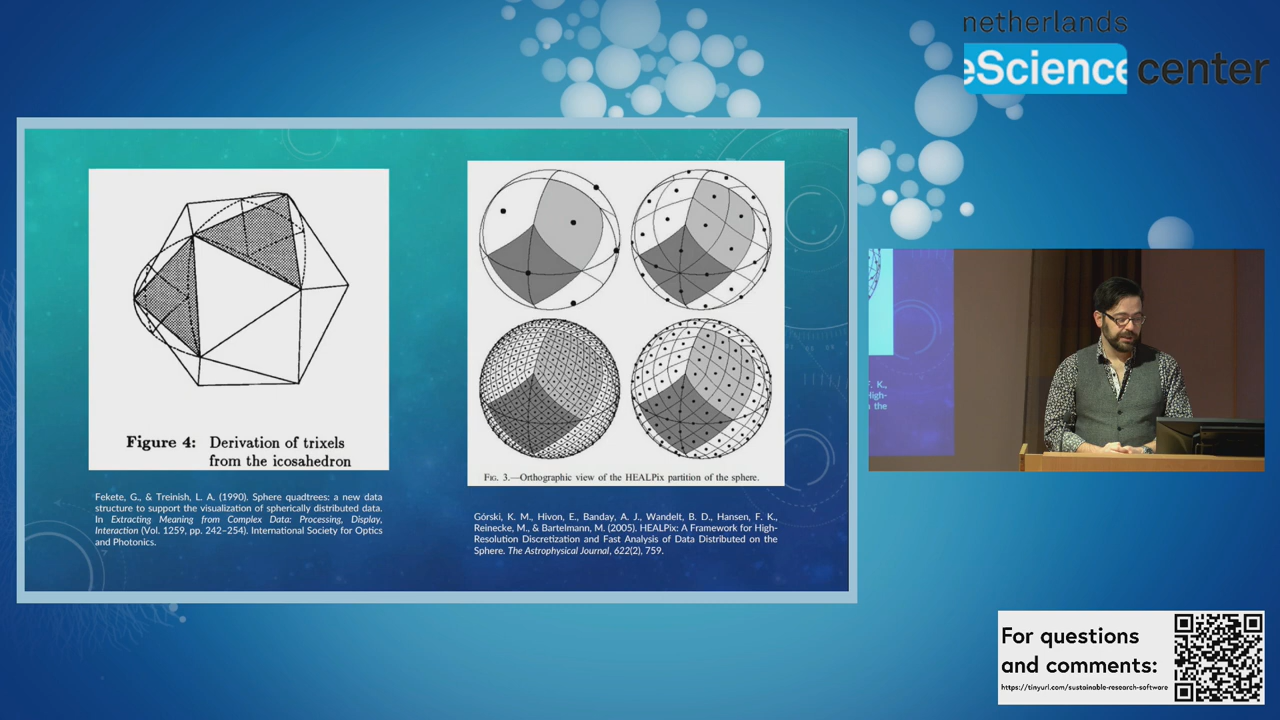 netherlands
eScience center
Figure 4: Derivation of trixels
from the icosahedron
Fekete, G., & Treinish, L. A. (1990). Sphere quadtrees: a new data
structure to support the visualization of spherically distributed data.
In Extracting Meaning from Complex Data: Processing, Display,
Interaction (Vol. 1259, pp. 242–254). International Society for Optics
and Photonics.
FIG. 3.—Orthographic view of the HEALPix partition of the sphere.
Górski, K. M., Hivon, E., Banday, A. J., Wandelt, B. D., Hansen, F. K.,
Reinecke, M., & Bartelmann, M. (2005). HEALPix: A Framework for High-
Resolution Discretization and Fast Analysis of Data Distributed on the
Sphere. The Astrophysical Journal, 622(2), 759.
F. K.,
High-
n the
For questions
and comments:
https://tinyurl.com/sustainable-research-software